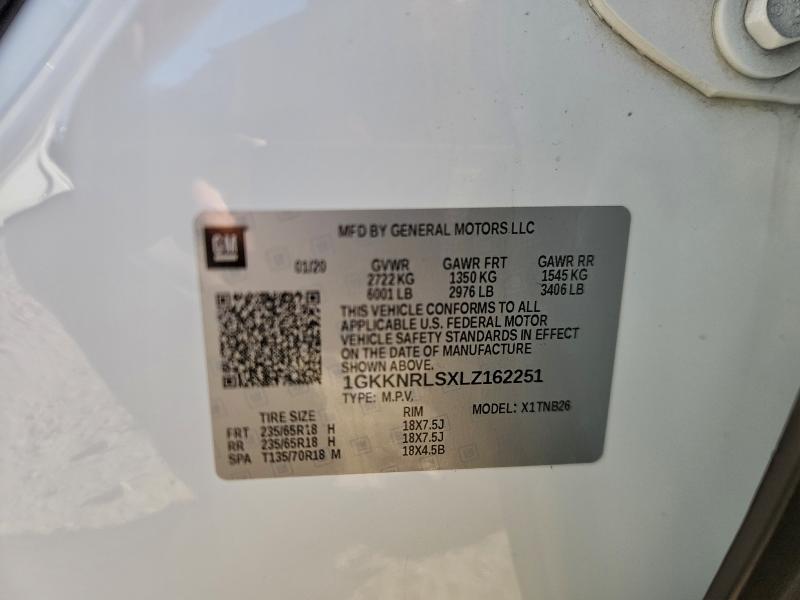 MFD BY GENERAL MOTORS LLC
GM
01/20 GVWR GAWR FRT GAWR RR
2722 KG 1350 KG 1545 KG
6001 LB 2976 LB 3406 LB
THIS VEHICLE CONFORMS TO ALL
APPLICABLE U.S. FEDERAL MOTOR
VEHICLE SAFETY STANDARDS IN EFFECT
ON THE DATE OF MANUFACTURE
SHOWN ABOVE.
1GKKNRLSXLZ162251
TYPE: M.P.V. MODEL: X1TNB26
TIRE SIZE RIM
FRT 235/65R18 H 18X7.5J
RR 235/65R18 H 18X7.5J
SPA T135/70R18 M 18X4.5B